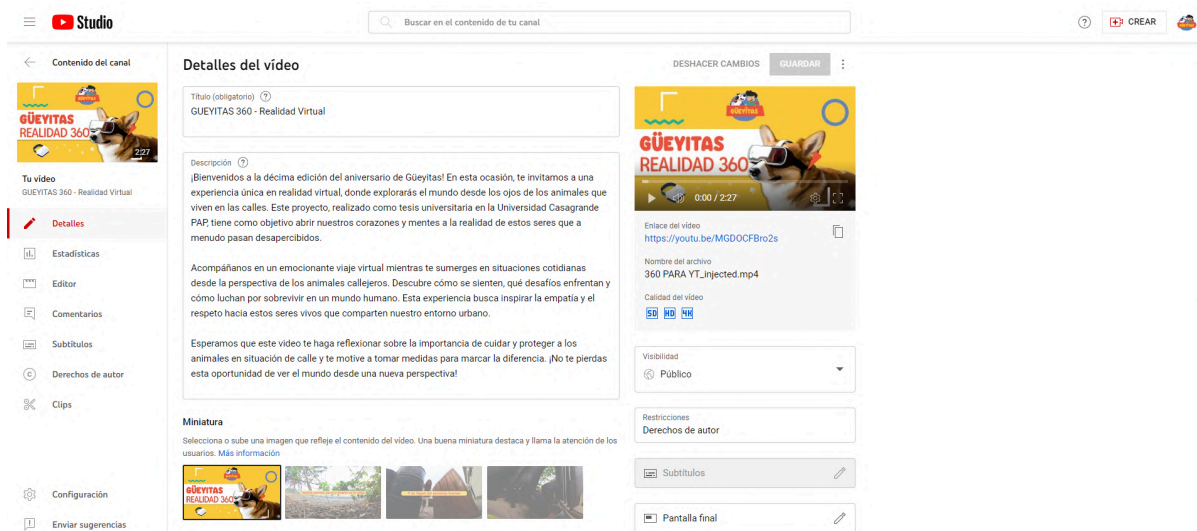 Studio
Buscar en el contenido de tu canal
CREAR
Contenido del canal
GÜEYITAS
GÜEYITAS
REALIDAD 360
2:27
Tu vídeo
GUEYITAS 360 - Realidad Virtual
Detalles
Estadísticas
Editor
Comentarios
Subtítulos
Derechos de autor
Clips
Configuración
Enviar sugerencias
Detalles del vídeo
DESHACER CAMBIOS
GUARDAR
Título (obligatorio)
GUEYITAS 360 - Realidad Virtual
Descripción
¡Bienvenidos a la décima edición del aniversario de Güeyitas! En esta ocasión, te invitamos a una
experiencia única en realidad virtual, donde explorarás el mundo desde los ojos de los animales que
viven en las calles. Este proyecto, realizado como tesis universitaria en la Universidad Casagrande
PAP, tiene como objetivo abrir nuestros corazones y mentes a la realidad de estos seres que a
menudo pasan desapercibidos.
Acompáñanos en un emocionante viaje virtual mientras te sumerges en situaciones cotidianas
desde la perspectiva de los animales callejeros. Descubre cómo se sienten, qué desafíos enfrentan y
cómo luchan por sobrevivir en un mundo humano. Esta experiencia busca inspirar la empatía y el
respeto hacia estos seres vivos que comparten nuestro entorno urbano.
Esperamos que este video te haga reflexionar sobre la importancia de cuidar y proteger a los
animales en situación de calle y te motive a tomar medidas para marcar la diferencia. ¡No te pierdas
esta oportunidad de ver el mundo desde una nueva perspectiva!
Miniatura
Selecciona o sube una imagen que refleje el contenido del vídeo. Una buena miniatura destaca y llama la atención de los
usuarios. Más información
GÜEYITAS
REALIDAD 360
GÜEYITAS
GÜEYITAS
REALIDAD 360
0:00 / 2:27
Enlace del vídeo
https://youtu.be/MGDOCFBro2s
Nombre del archivo
360 PARA YT_injected.mp4
Calidad del vídeo
SD HD 4K
Visibilidad
Público
Restricciones
Derechos de autor
Subtítulos
Pantalla final